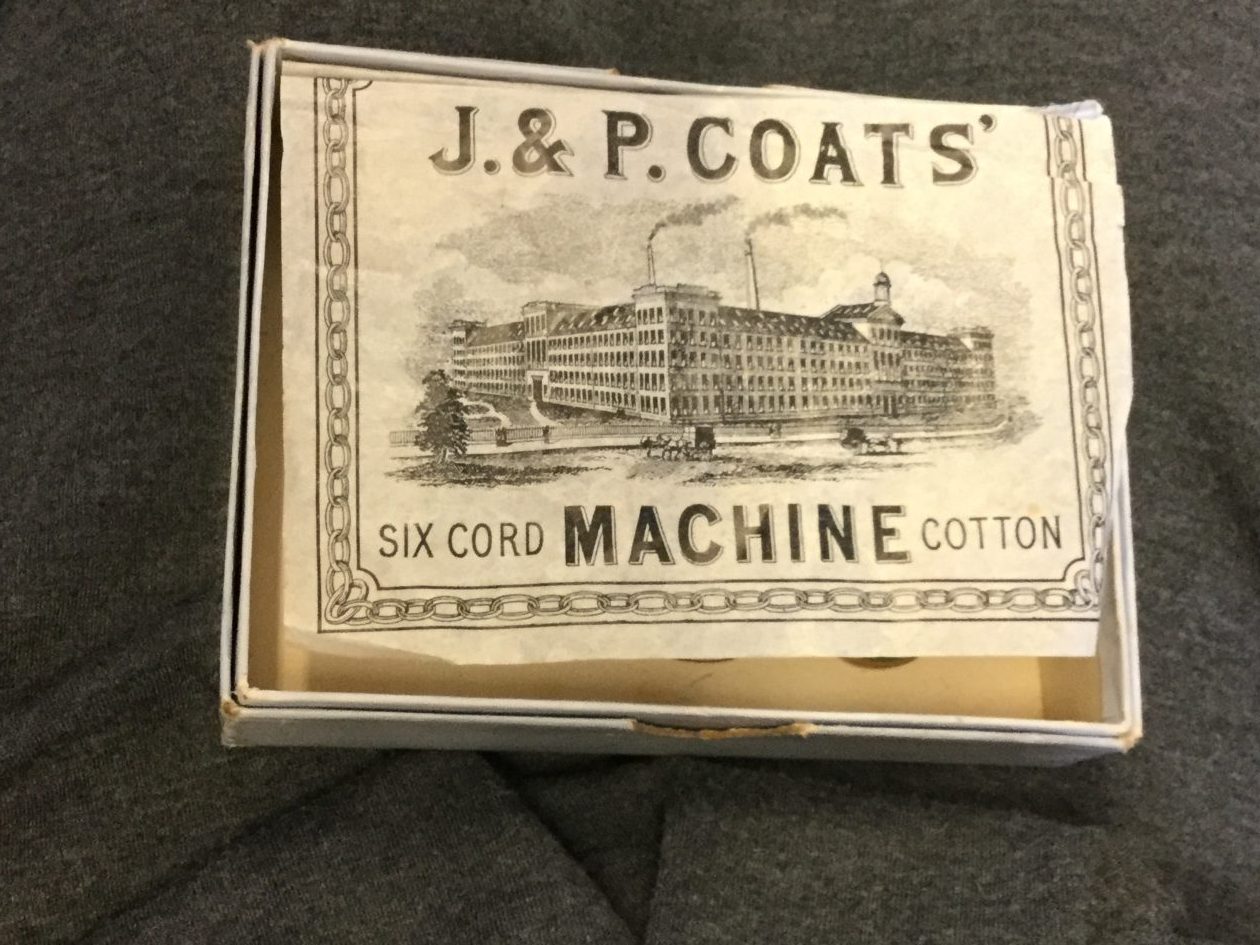 J. & P. COATS'
SIX CORD MACHINE COTTON